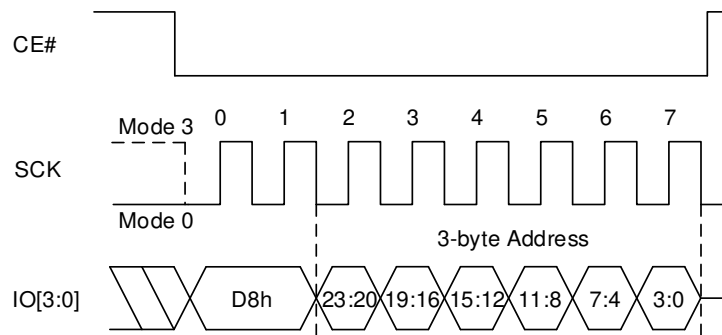 CE#
Mode 3
0 1 2 3 4 5 6 7
SCK
Mode 0
3-byte Address
IO[3:0]
D8h
23:20 19:16 15:12 11:8 7:4 3:0